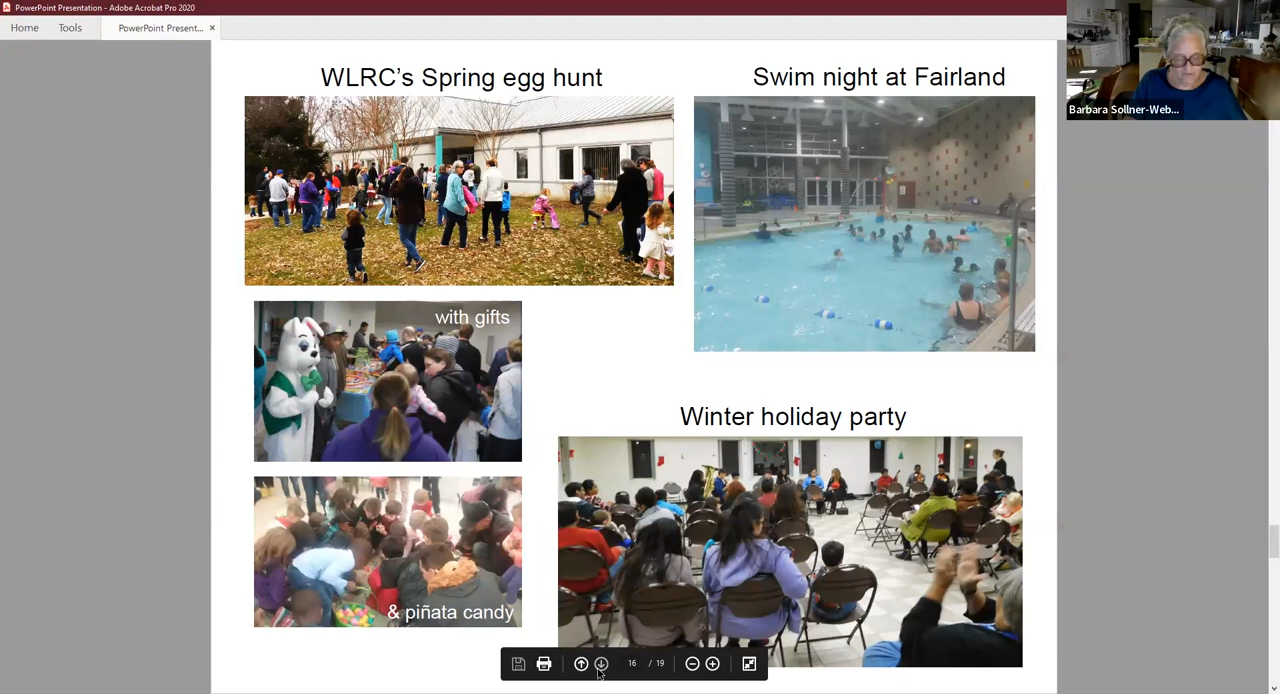 PowerPoint Presentation - Adobe Acrobat Pro 2020
Home Tools PowerPoint Present... ×
WLRC's Spring egg hunt
Swim night at Fairland
Barbara Sollner-Web...
with gifts
Winter holiday party
& piñata candy
16 / 19